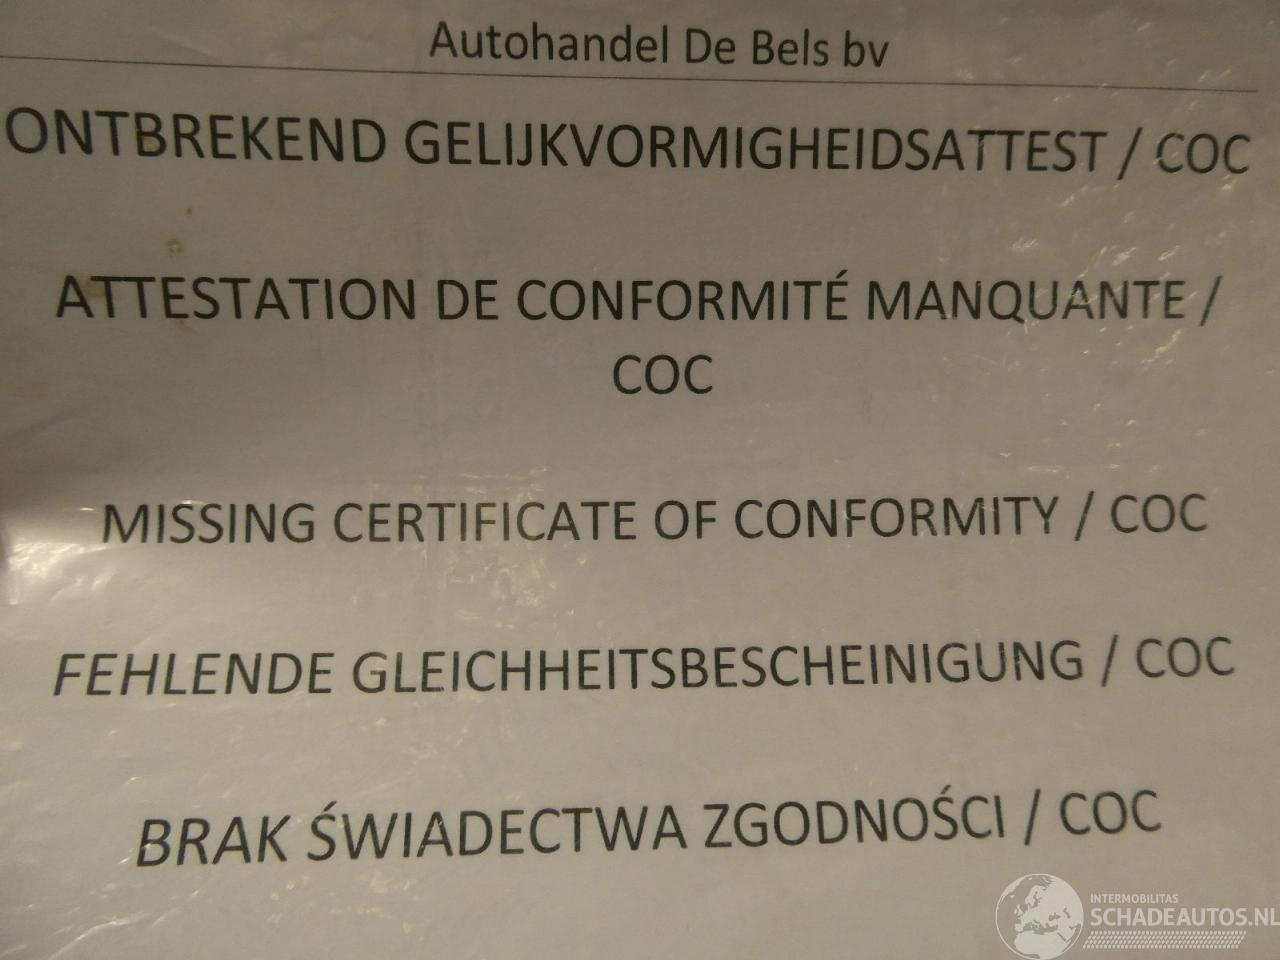 Autohandel De Bels bv
ONTBREKEND GELIJKVORMIGHEIDSATTEST / COC
ATTESTATION DE CONFORMITÉ MANQUANTE /
COC
MISSING CERTIFICATE OF CONFORMITY / COC
FEHLENDE GLEICHHEITSBESCHEINIGUNG / COC
BRAK ŚWIADECTWA ZGODNOŚCI / COC
INTERMOBILITAS
SCHADEAUTOS.NL